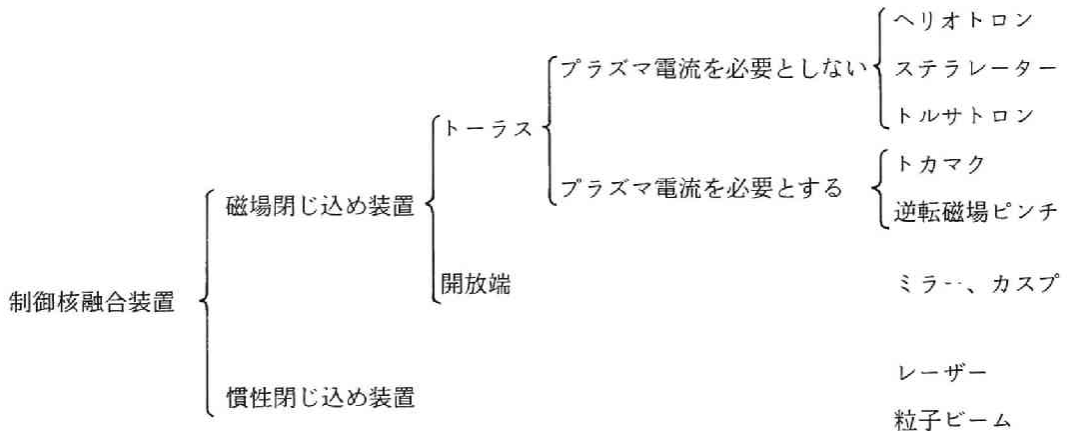 ヘリオトロン
プラズマ電流を必要としない
ステラレーター
トーラス
トルサトロン
トカマク
プラズマ電流を必要とする
磁場閉じ込め装置
逆転磁場ピンチ
開放端
ミラー、カスプ
制御核融合装置
レーザー
慣性閉じ込め装置
粒子ビーム